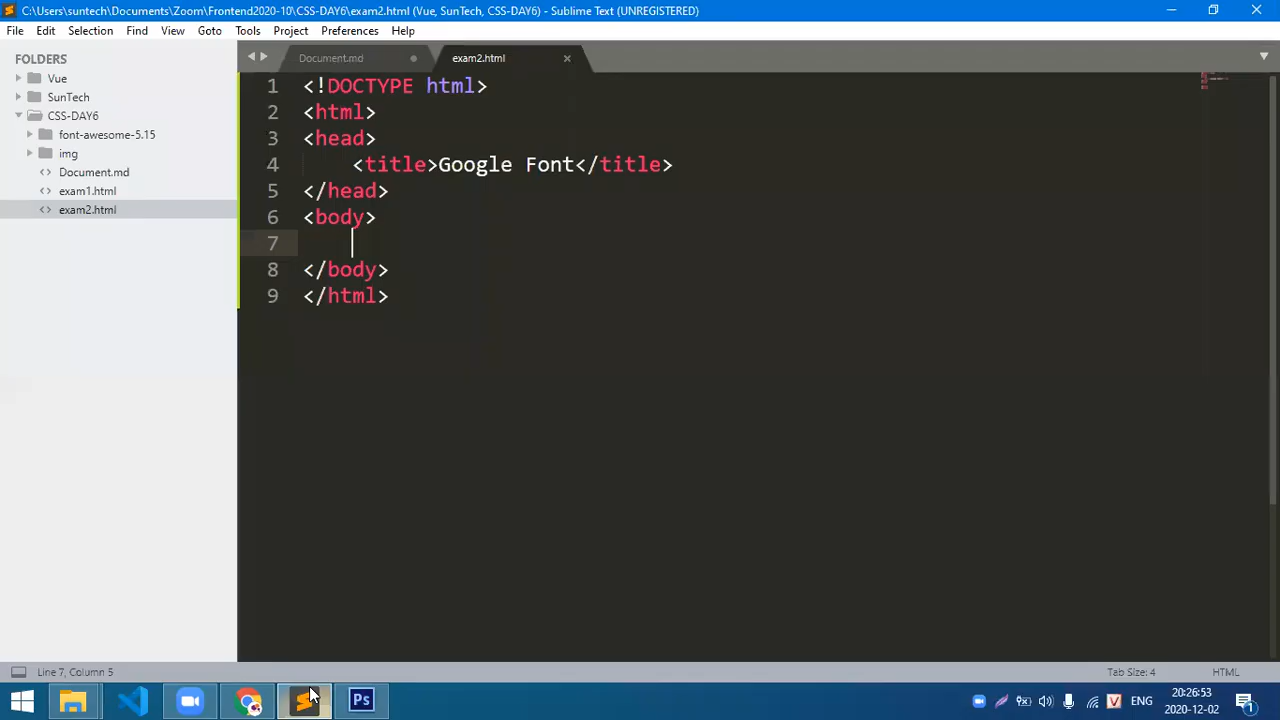 C:\Users\suntech\Documents\Zoom\Frontend2020-10\CSS-DAY6\exam2.html (Vue, SunTech, CSS-DAY6) - Sublime Text (UNREGISTERED)
File Edit Selection Find View Goto Tools Project Preferences Help
FOLDERS
Vue
SunTech
CSS-DAY6
font-awesome-5.15
img
Document.md
exam1.html
exam2.html
Document.md exam2.html
1 <!DOCTYPE html>
2 <html>
3 <head>
4 <title>Google Font</title>
5 </head>
6 <body>
7
8 </body>
9 </html>
Line 7, Column 5 Tab Size: 4 HTML
Ps
ENG
20:26:53
2020-12-02
1